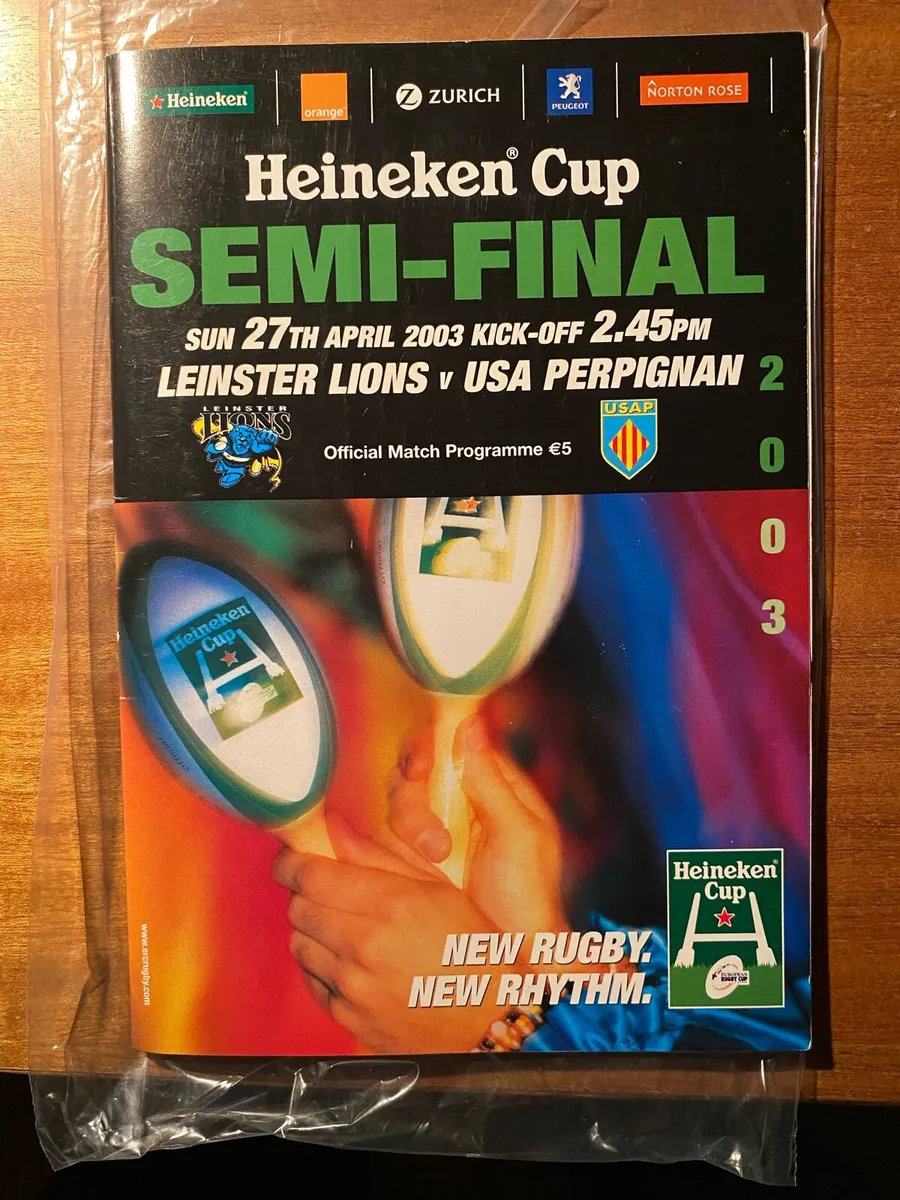 Heineken
orange
ZURICH
PEUGEOT
NORTON ROSE
Heineken® Cup
SEMI-FINAL
SUN 27TH APRIL 2003 KICK-OFF 2.45PM
LEINSTER LIONS V USA PERPIGNAN
2
0
0
3
LEINSTER
LIONS
USAP
Official Match Programme €5
Heineken
Cup
official
Heineken®
Cup
EUROPEAN
RUGBY CUP
NEW RUGBY.
NEW RHYTHM.
www.ercrugby.com